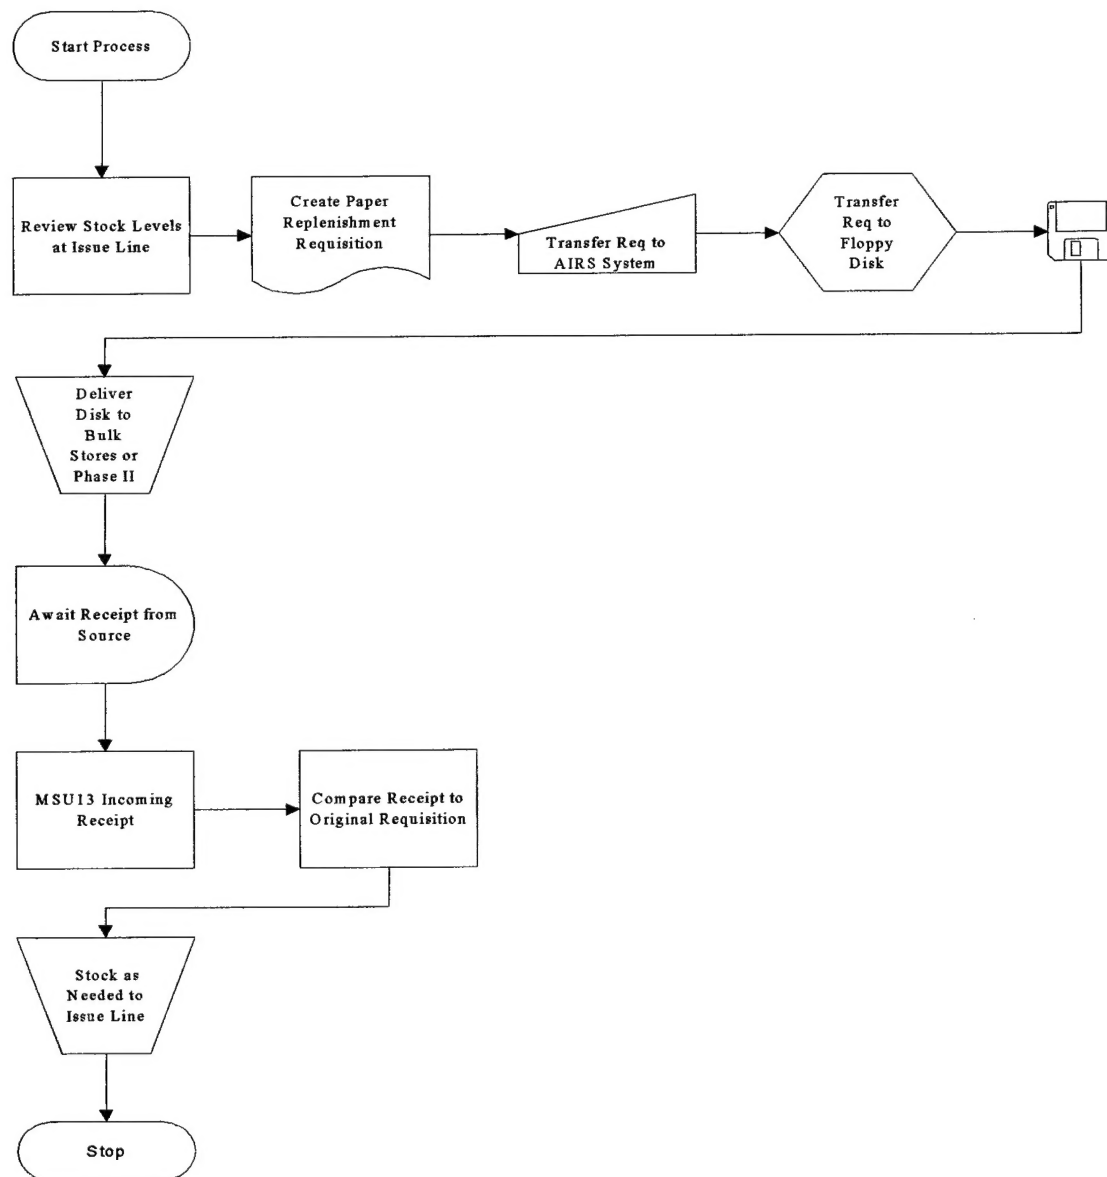 Start Process
Review Stock Levels
at Issue Line
Create Paper
Replenishment
Requisition
Transfer Req to
AIRS System
Transfer
Req to
Floppy
Disk
Deliver
Disk to
Bulk
Stores or
Phase II
Await Receipt from
Source
MSU13 Incoming
Receipt
Compare Receipt to
Original Requisition
Stock as
Needed to
Issue Line
Stop